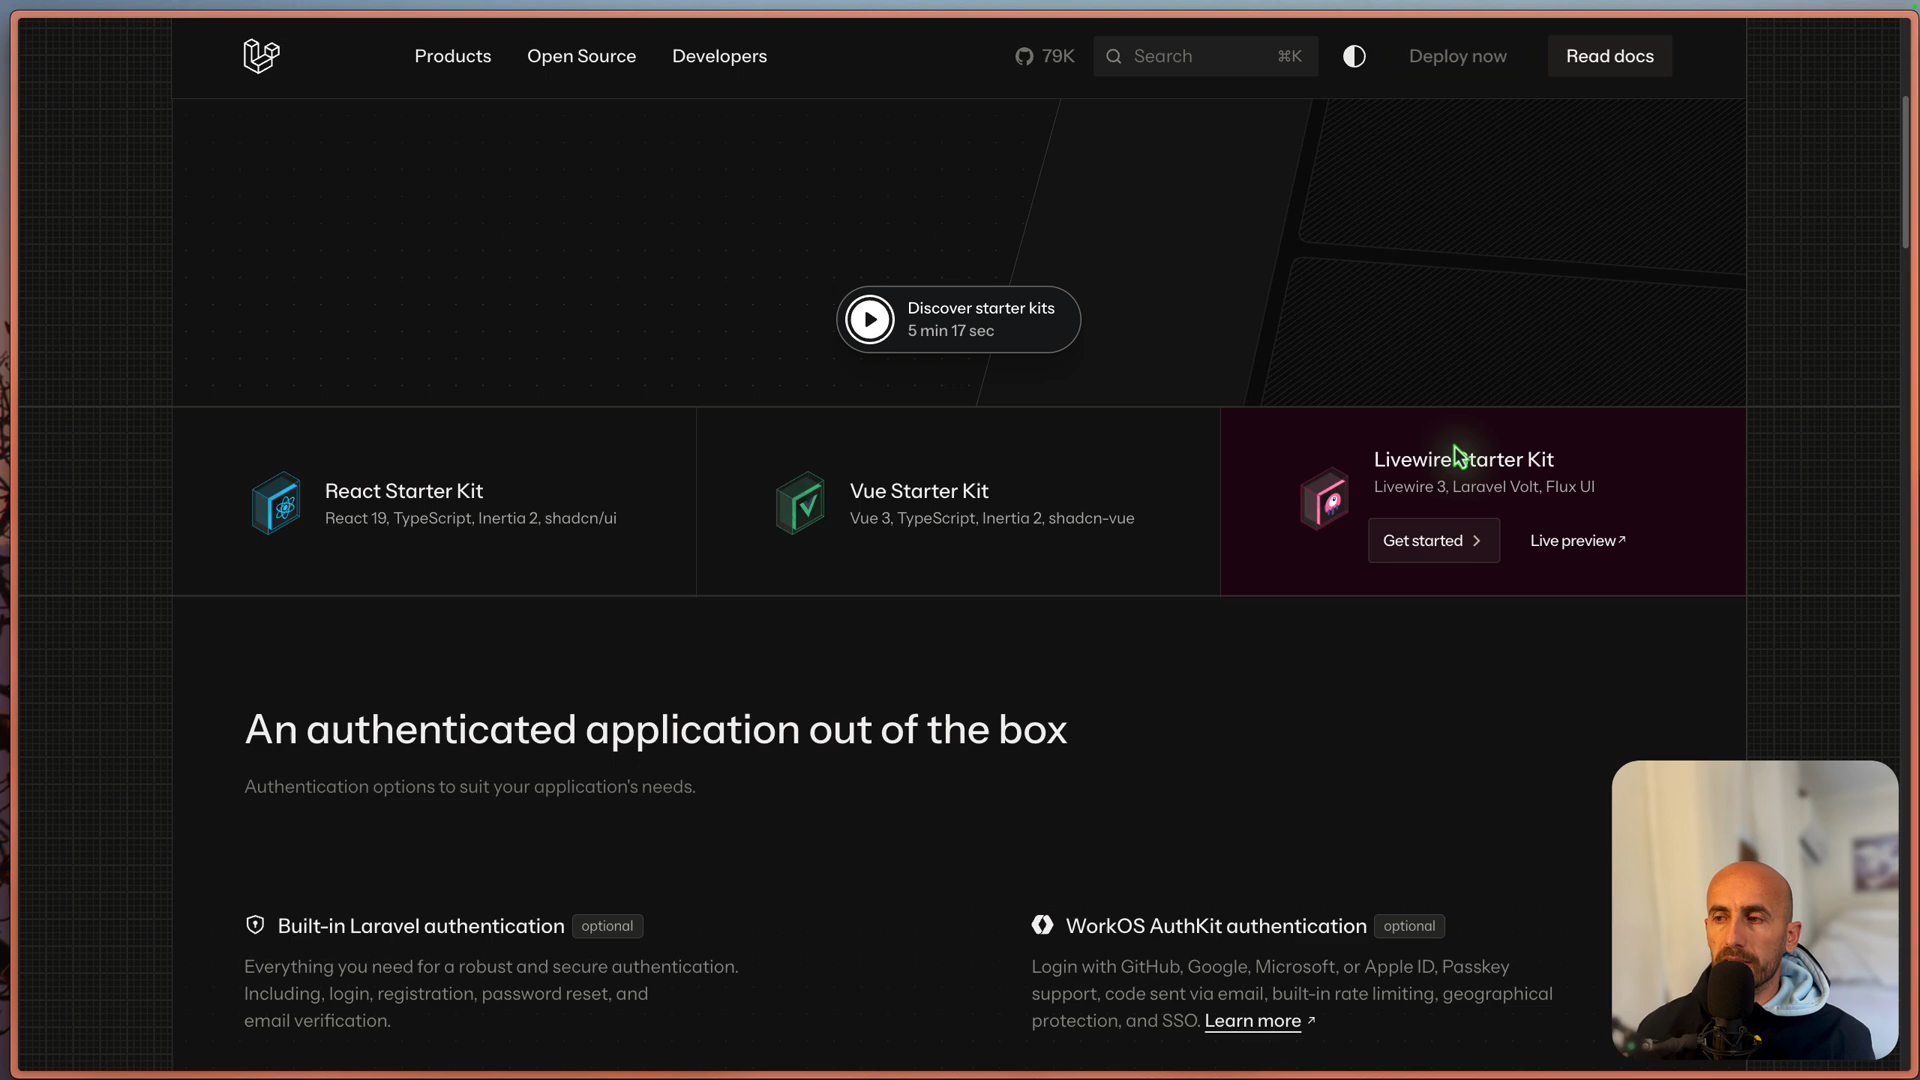 Products
Open Source
Developers
79K
Search
⌘K
Deploy now
Read docs
Discover starter kits
5 min 17 sec
React Starter Kit
React 19, TypeScript, Inertia 2, shadcn/ui
Vue Starter Kit
Vue 3, TypeScript, Inertia 2, shadcn-vue
Livewire Starter Kit
Livewire 3, Laravel Volt, Flux UI
Get started
Live preview↗
An authenticated application out of the box
Authentication options to suit your application's needs.
Built-in Laravel authentication optional
Everything you need for a robust and secure authentication.
Including, login, registration, password reset, and
email verification.
WorkOS AuthKit authentication optional
Login with GitHub, Google, Microsoft, or Apple ID, Passkey
support, code sent via email, built-in rate limiting, geographical
protection, and SSO. Learn more ↗